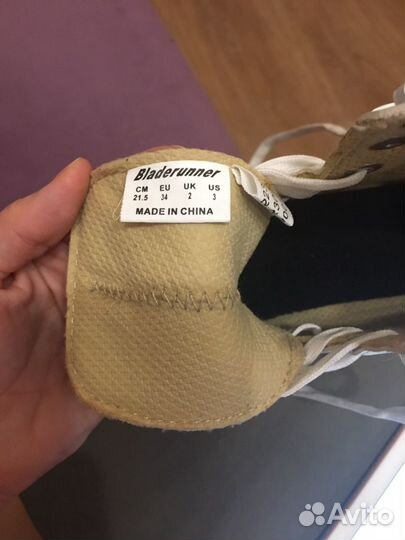 Bladerunner
CM EU UK US
21.5 34 2 3
MADE IN CHINA
Avito